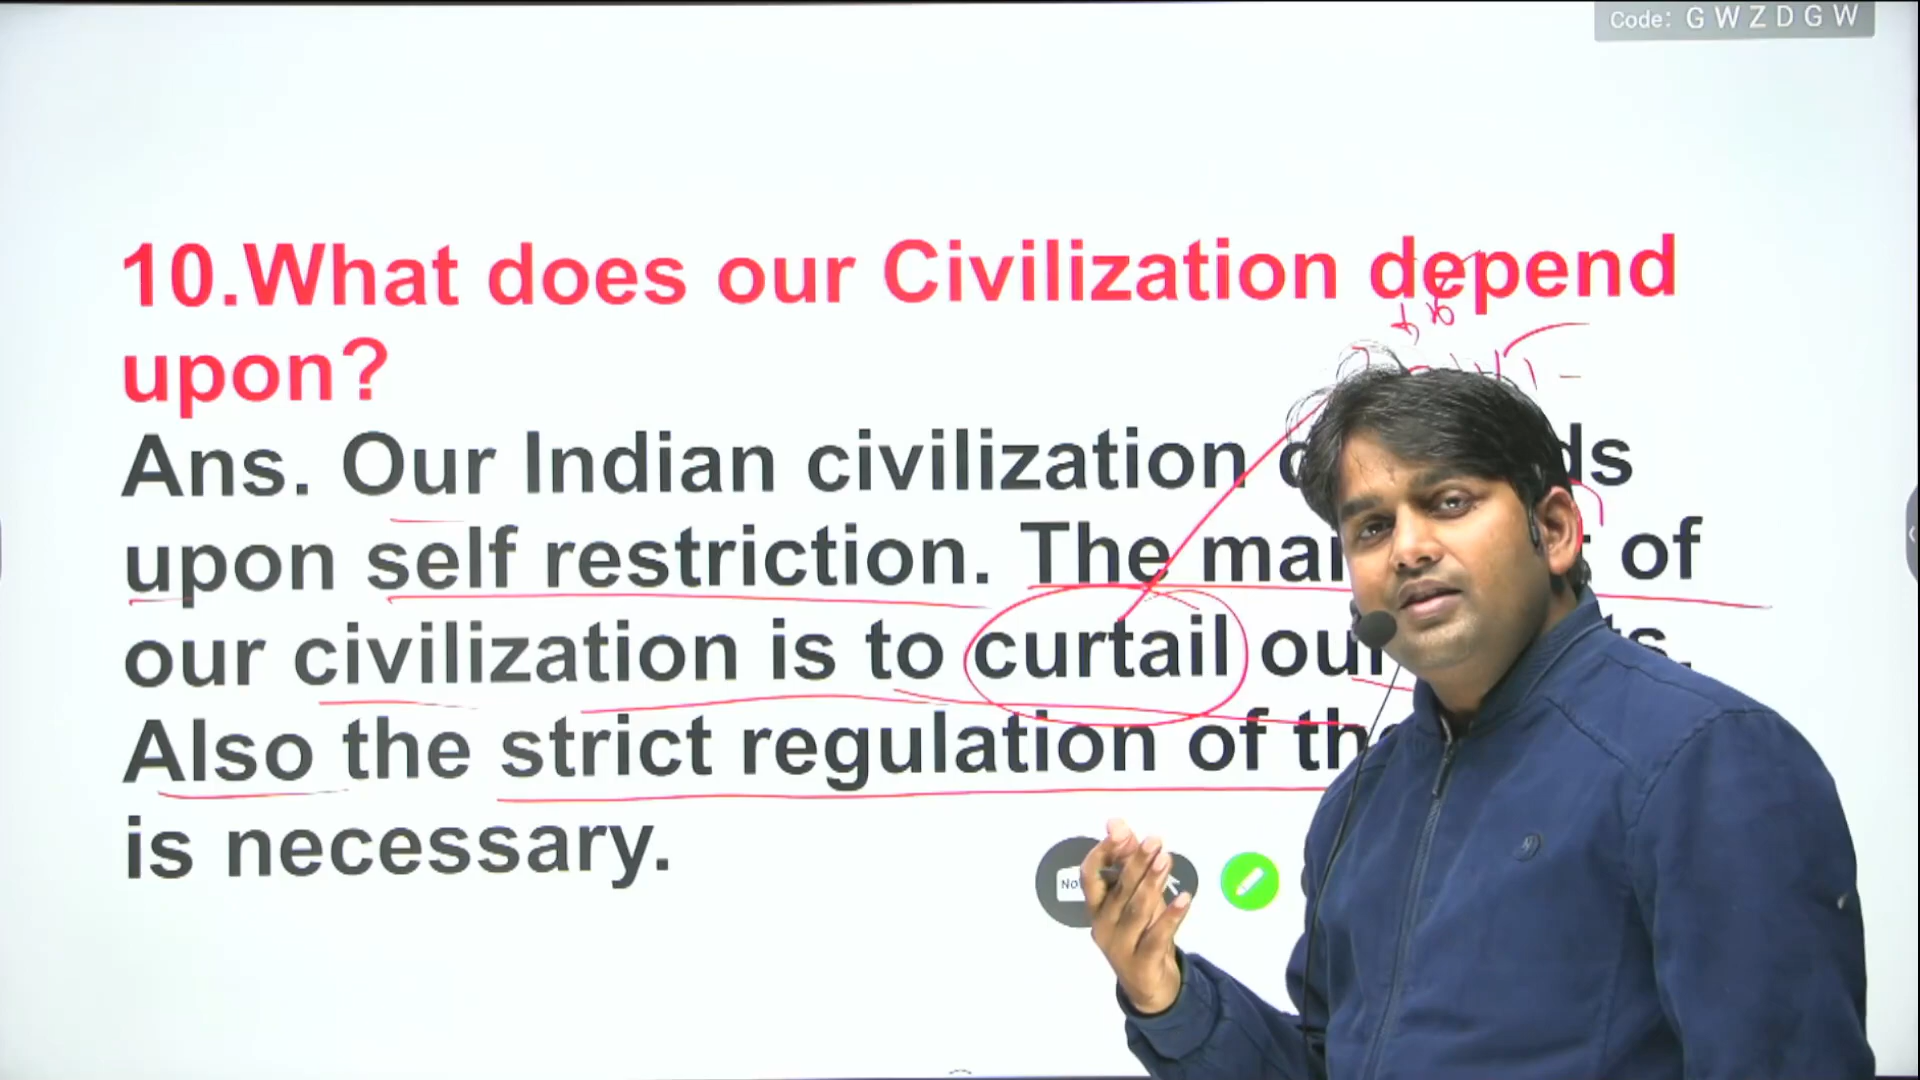 Code: G W Z D G W
10.What does our Civilization depend
upon?
Ans. Our Indian civilization
upon self restriction. The of
our civilization is to curtail our
Also the strict regulation of
is necessary.